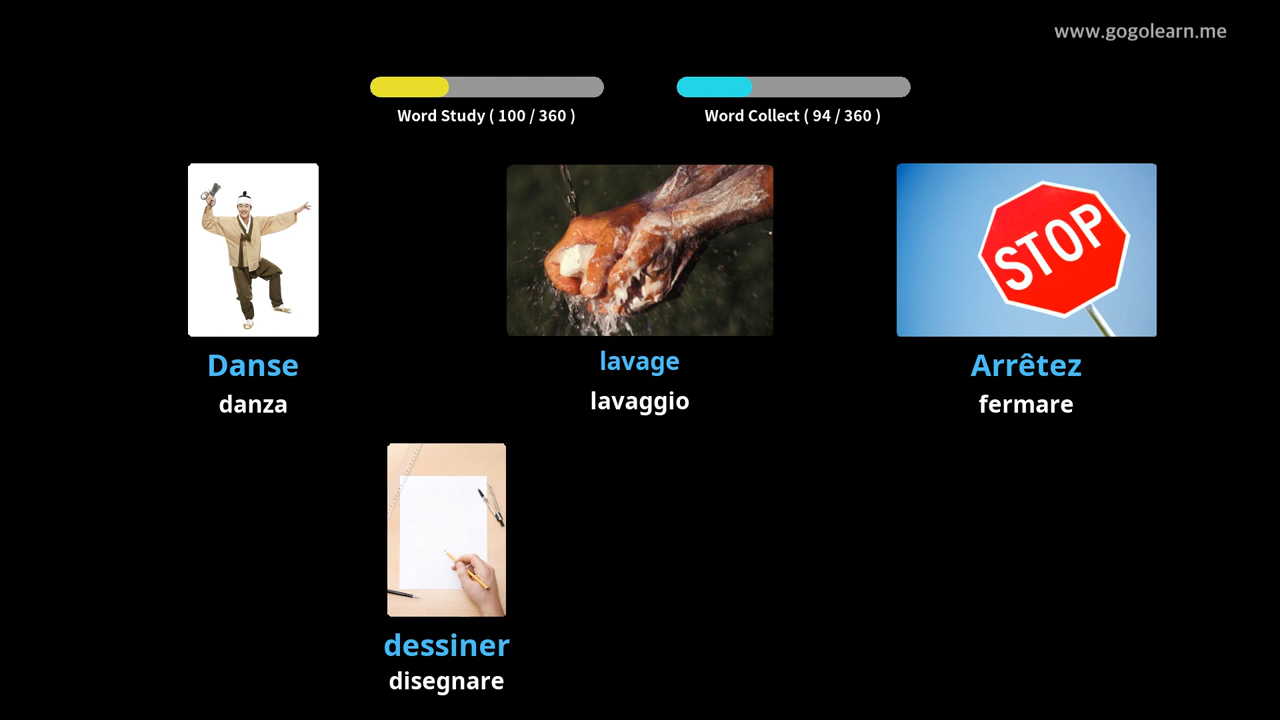 www.gogolearn.me
Word Study ( 100 / 360 )
Word Collect ( 94 / 360 )
STOP
Danse
danza
lavage
lavaggio
Arrêtez
fermare
dessiner
disegnare